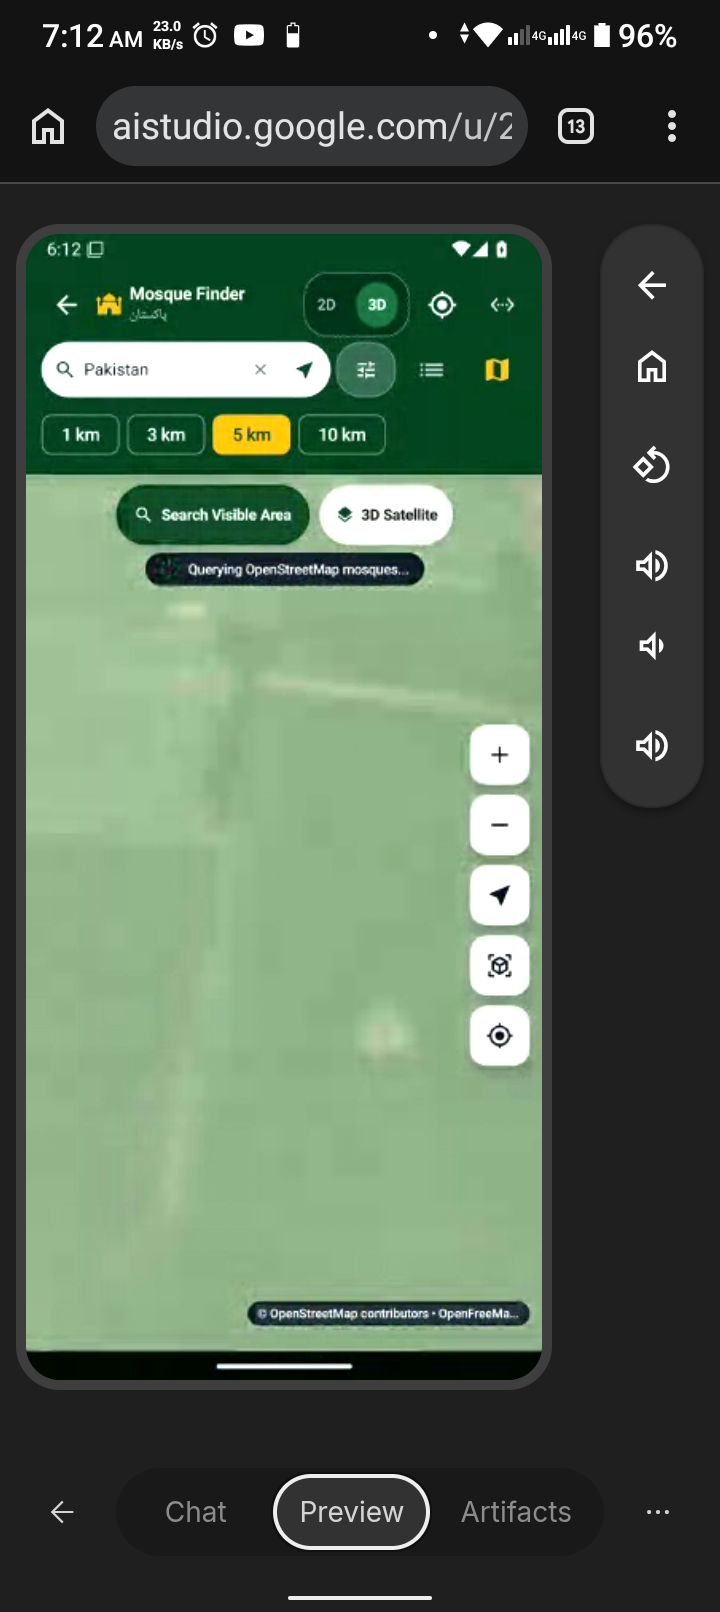 7:12 AM
23.0
KB/s
4G
4G
96%
aistudio.google.com/u/2
13
6:12
Mosque Finder
پاکستان
2D
3D
Pakistan
1 km
3 km
5 km
10 km
Search Visible Area
3D Satellite
Querying OpenStreetMap mosques...
© OpenStreetMap contributors • OpenFreeMa...
Chat
Preview
Artifacts